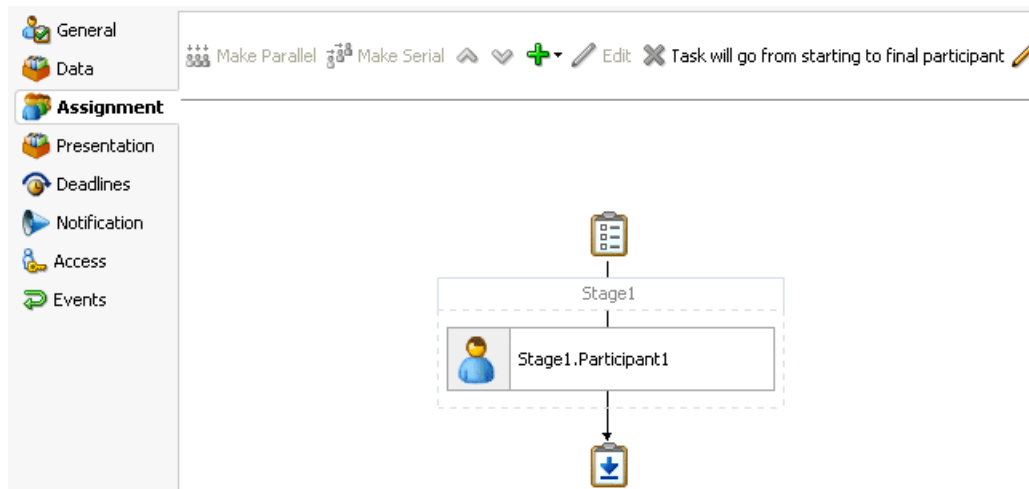 General
Data
Assignment
Presentation
Deadlines
Notification
Access
Events
Make Parallel Make Serial Edit Task will go from starting to final participant
Stage1
Stage1.Participant1